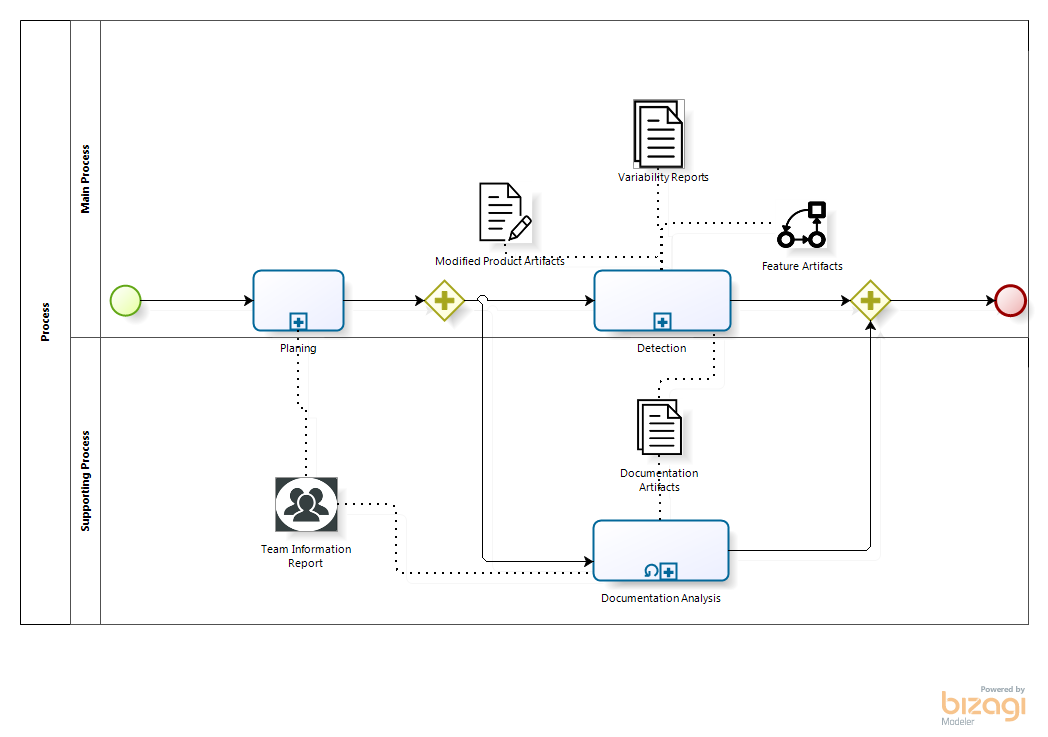 Process
Main Process
Supporting Process
Variability Reports
Modified Product Artifacts
Feature Artifacts
Planing
Detection
Documentation
Artifacts
Team Information
Report
Documentation Analysis
Powered by
bizagi
Modeler